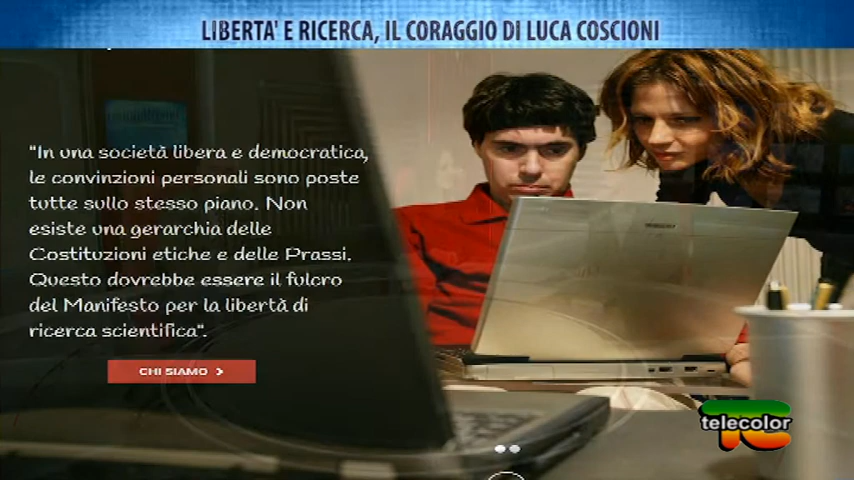 LIBERTA' E RICERCA, IL CORAGGIO DI LUCA COSCIONI
"In una società libera e democratica,
le convinzioni personali sono poste
tutte sullo stesso piano. Non
esiste una gerarchia delle
Costituzioni etiche e delle Prassi.
Questo dovrebbe essere il fulcro
del Manifesto per la libertà di
ricerca scientifica".
CHI SIAMO
telecolor